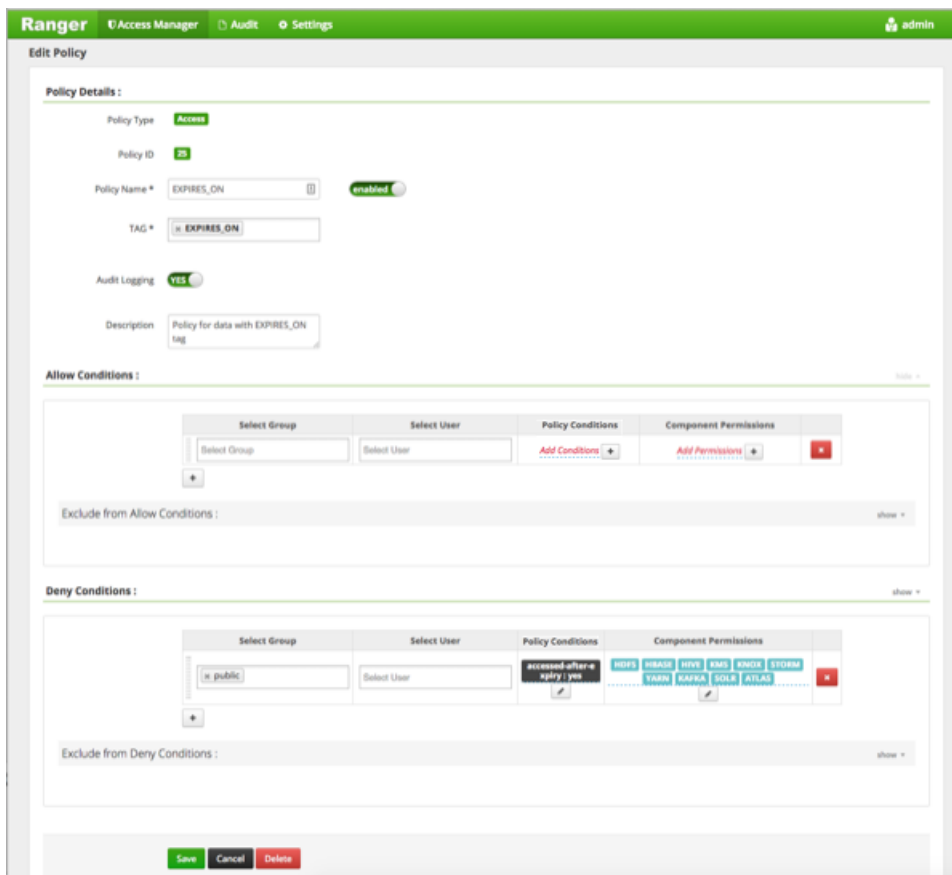 Ranger Access Manager Audit Settings admin
Edit Policy
Policy Details :
Policy Type Access
Policy ID 25
Policy Name * EXPIRES_ON enabled
TAG * × EXPIRES_ON
Audit Logging YES
Description Policy for data with EXPIRES_ON
tag
Allow Conditions : hide
Select Group Select User Policy Conditions Component Permissions
Select Group Select User Add Conditions + Add Permissions + ×
+
Exclude from Allow Conditions : show
Deny Conditions : show
Select Group Select User Policy Conditions Component Permissions
× public Select User accessed-after-e
xpiry : yes HDFS HBASE HIVE KMS KNOX STORM
YARN KAFKA SOLR ATLAS ×
+
Exclude from Deny Conditions : show
Save Cancel Delete